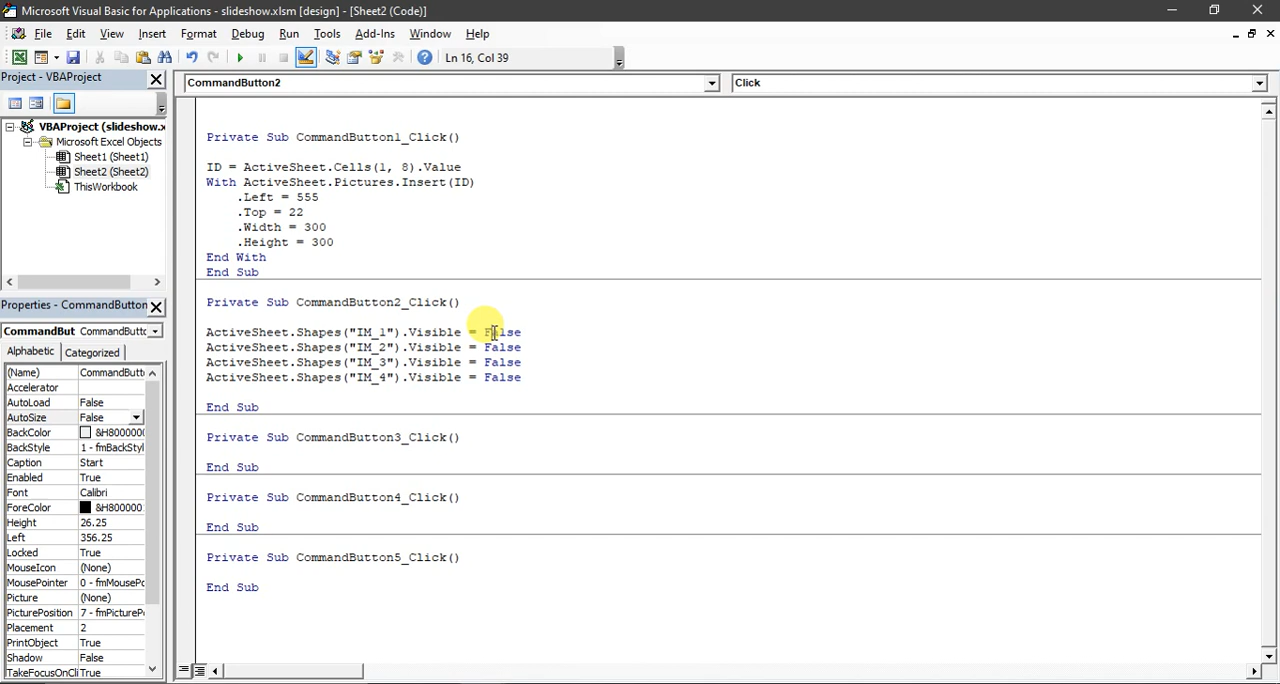 Microsoft Visual Basic for Applications - slideshow.xlsm [design] - [Sheet2 (Code)]
File Edit View Insert Format Debug Run Tools Add-Ins Window Help
Ln 16, Col 39
Project - VBAProject
CommandButton2 Click
VBAProject (slideshow.x
Microsoft Excel Objects
Sheet1 (Sheet1)
Sheet2 (Sheet2)
ThisWorkbook
Properties - CommandButton
CommandBut CommandButto
Alphabetic Categorized
(Name) CommandButto
Accelerator
AutoLoad False
AutoSize False
BackColor &H8000000
BackStyle 1 - fmBackStyl
Caption Start
Enabled True
Font Calibri
ForeColor &H8000001
Height 26.25
Left 356.25
Locked True
MouseIcon (None)
MousePointer 0 - fmMousePo
Picture (None)
PicturePosition 7 - fmPicturePo
Placement 2
PrintObject True
Shadow False
TakeFocusOnCli True
Private Sub CommandButton1_Click()
ID = ActiveSheet.Cells(1, 8).Value
With ActiveSheet.Pictures.Insert(ID)
.Left = 555
.Top = 22
.Width = 300
.Height = 300
End With
End Sub
Private Sub CommandButton2_Click()
ActiveSheet.Shapes("IM_1").Visible = False
ActiveSheet.Shapes("IM_2").Visible = False
ActiveSheet.Shapes("IM_3").Visible = False
ActiveSheet.Shapes("IM_4").Visible = False
End Sub
Private Sub CommandButton3_Click()
End Sub
Private Sub CommandButton4_Click()
End Sub
Private Sub CommandButton5_Click()
End Sub